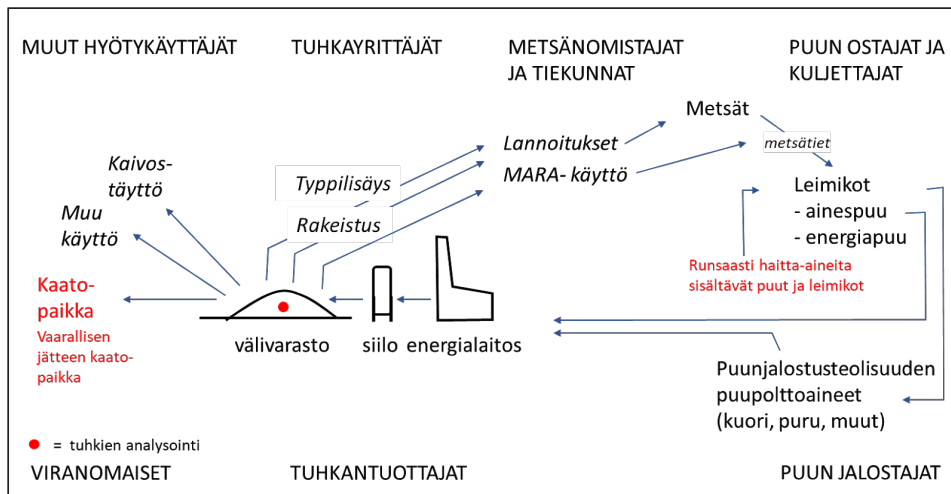 MUUT HYÖTYKÄYTTÄJÄT
TUHKAYRITTÄJÄT
METSÄNOMISTAJAT
JA TIEKUNNAT
PUUN OSTAJAT JA
KULJETTAJAT
Metsät
metsätiet
Lannoitukset
MARA- käyttö
Kaivos-
täyttö
Typpilisäys
Muu
käyttö
Rakeistus
Leimikot
- ainespuu
- energiapuu
Runsaasti haitta-aineita
sisältävät puut ja leimikot
Kaato-
paikka
Vaarallisen
jätteen kaato-
paikka
välivarasto
siilo
energialaitos
Puunjalostusteolisuuden
puupolttoaineet
(kuori, puru, muut)
= tuhkien analysointi
VIRANOMAISET
TUHKANTUOTTAJAT
PUUN JALOSTAJAT